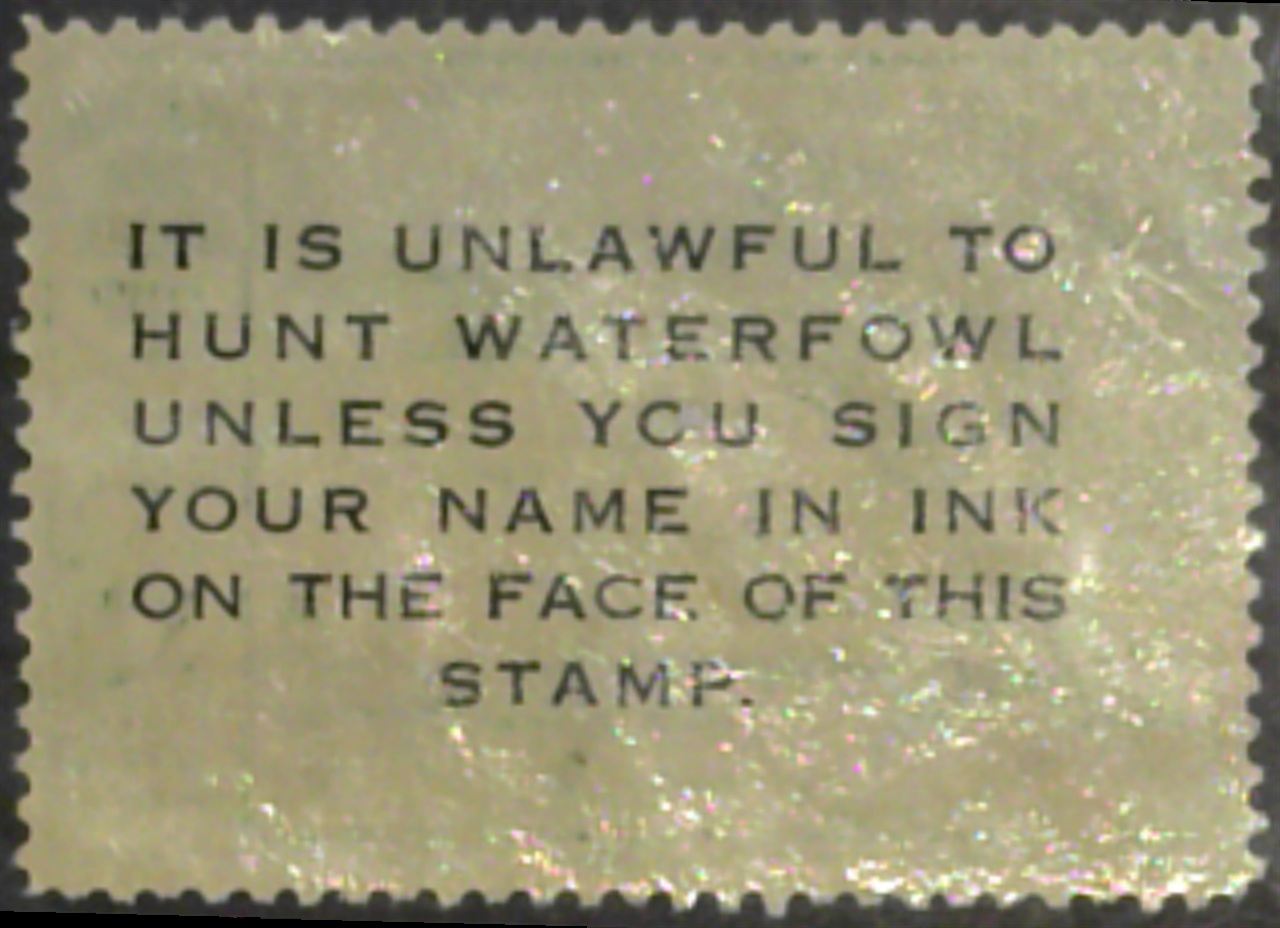 IT IS UNLAWFUL TO
HUNT WATERFOWL
UNLESS YOU SIGN
YOUR NAME IN INK
ON THE FACE OF THIS
STAMP.